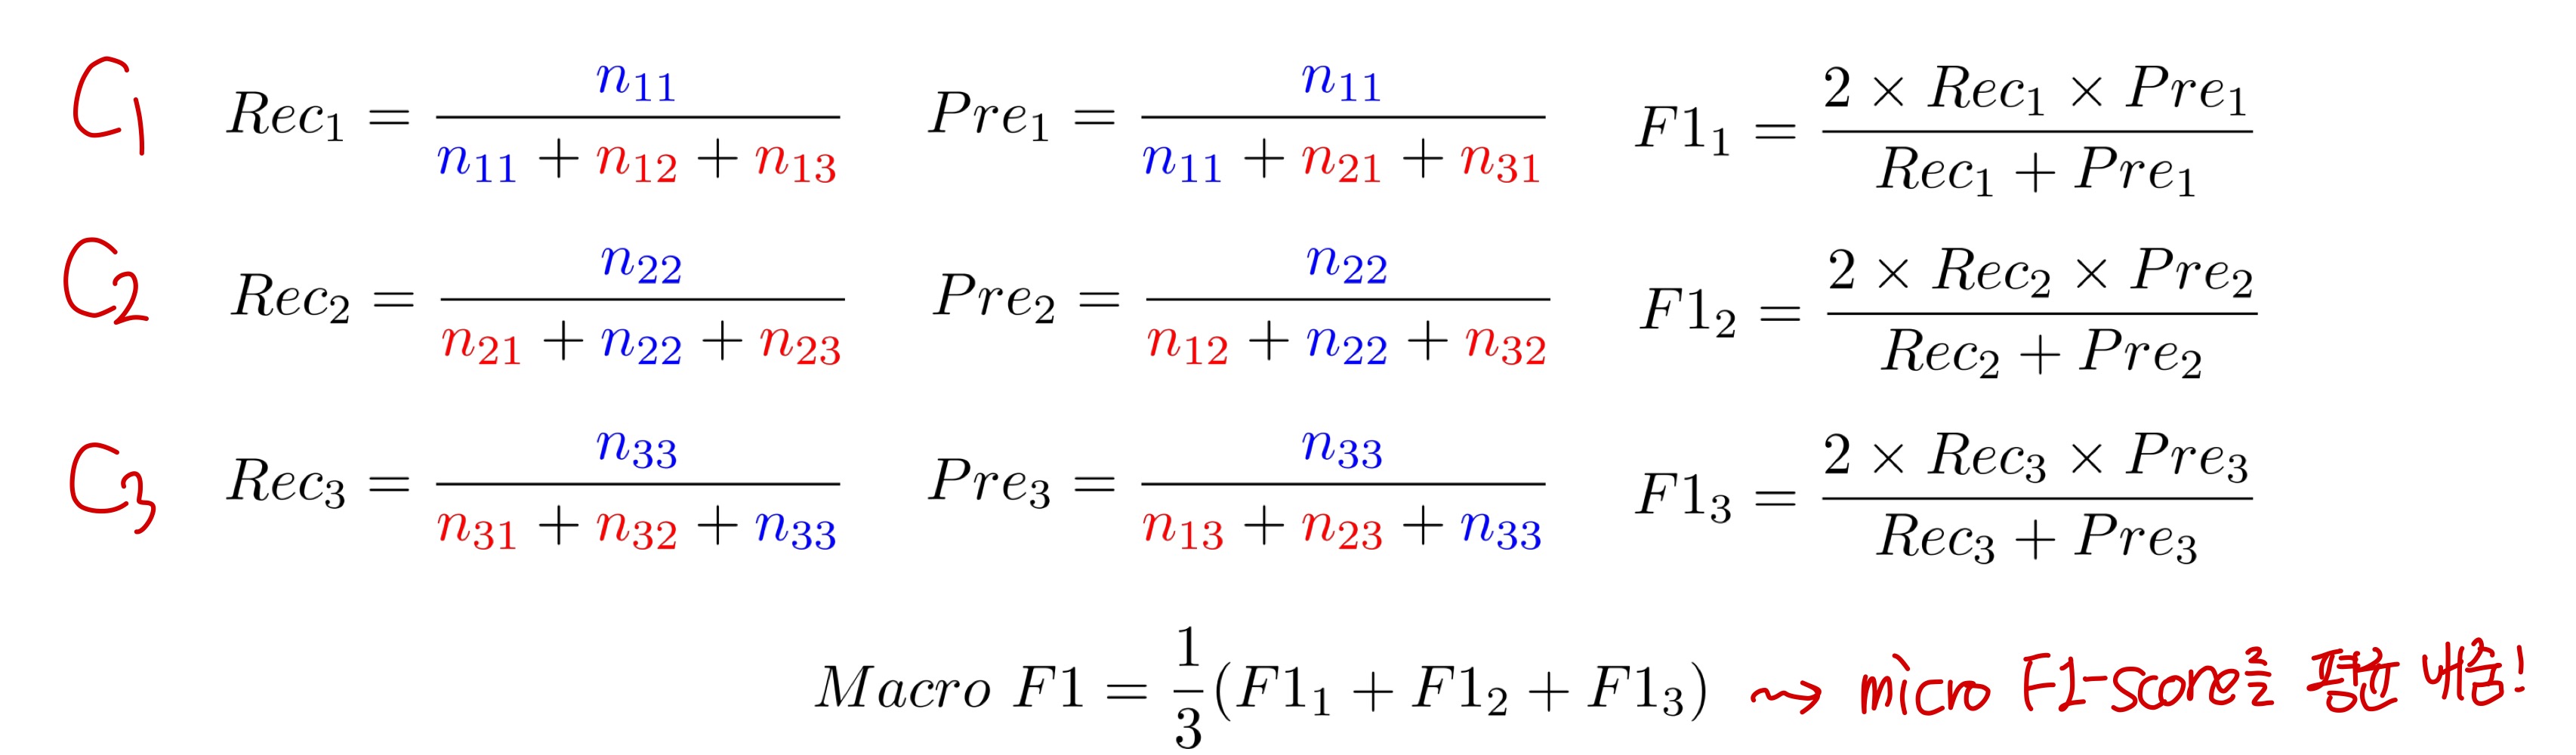 C1 Rec₁ = n₁₁ / (n₁₁ + n₁₂ + n₁₃) Pre₁ = n₁₁ / (n₁₁ + n₂₁ + n₃₁) F1₁ = (2 × Rec₁ × Pre₁) / (Rec₁ + Pre₁)
C2 Rec₂ = n₂₂ / (n₂₁ + n₂₂ + n₂₃) Pre₂ = n₂₂ / (n₁₂ + n₂₂ + n₃₂) F1₂ = (2 × Rec₂ × Pre₂) / (Rec₂ + Pre₂)
C3 Rec₃ = n₃₃ / (n₃₁ + n₃₂ + n₃₃) Pre₃ = n₃₃ / (n₁₃ + n₂₃ + n₃₃) F1₃ = (2 × Rec₃ × Pre₃) / (Rec₃ + Pre₃)
Macro F1 = 1/3 (F1₁ + F1₂ + F1₃) ⇝ micro F1-score를 평균 내줌!